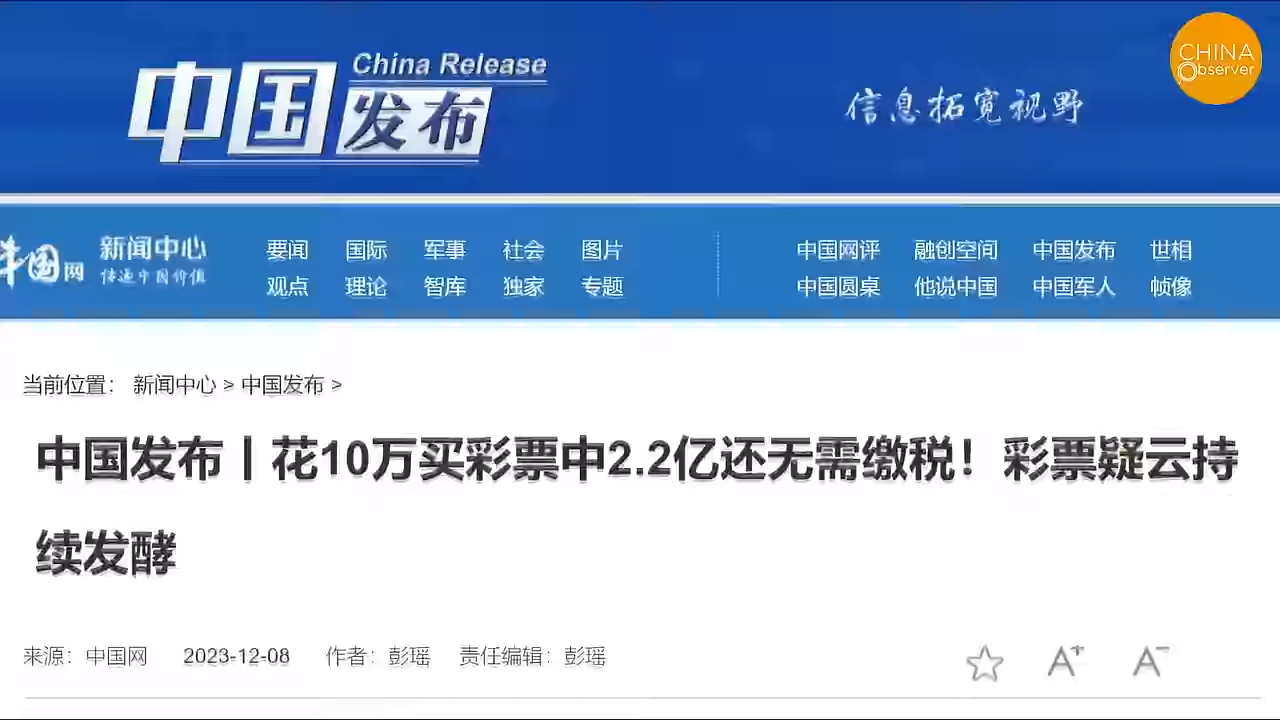 China Release
中国发布
信息拓宽视野
CHINA
Observer
中国网
新闻中心
传递中国价值
要闻 国际 军事 社会 图片
中国网评 融创空间 中国发布 世相
观点 理论 智库 独家 专题
中国圆桌 他说中国 中国军人 帧像
当前位置： 新闻中心 > 中国发布 >
中国发布丨花10万买彩票中2.2亿还无需缴税！彩票疑云持
续发酵
来源：中国网 2023-12-08 作者：彭瑶 责任编辑：彭瑶
A+ A-